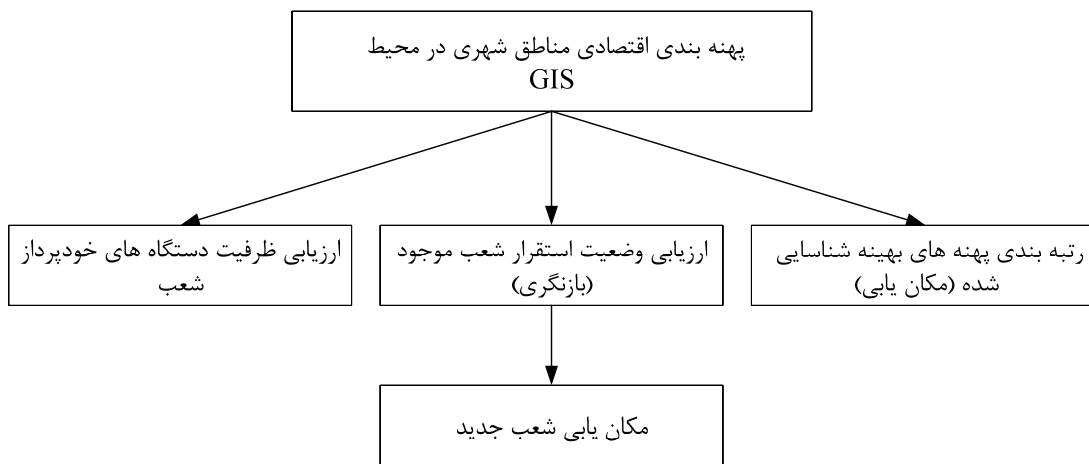 پهنه بندی اقتصادی مناطق شهری در محیط
GIS
رتبه بندی پهنه های بهینه شناسایی
شده (مکان یابی)
ارزیابی وضعیت استقرار شعب موجود
(بازنگری)
ارزیابی ظرفیت دستگاه های خودپرداز
شعب
مکان یابی شعب جدید